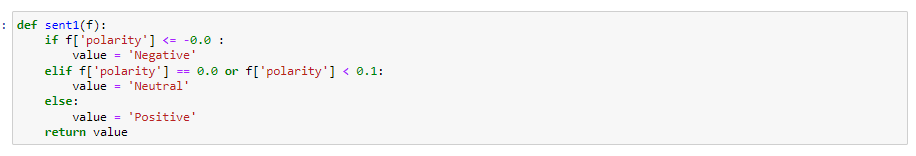 : def sent1(f):
    if f['polarity'] <= -0.0 :
        value = 'Negative'
    elif f['polarity'] == 0.0 or f['polarity'] < 0.1:
        value = 'Neutral'
    else:
        value = 'Positive'
    return value